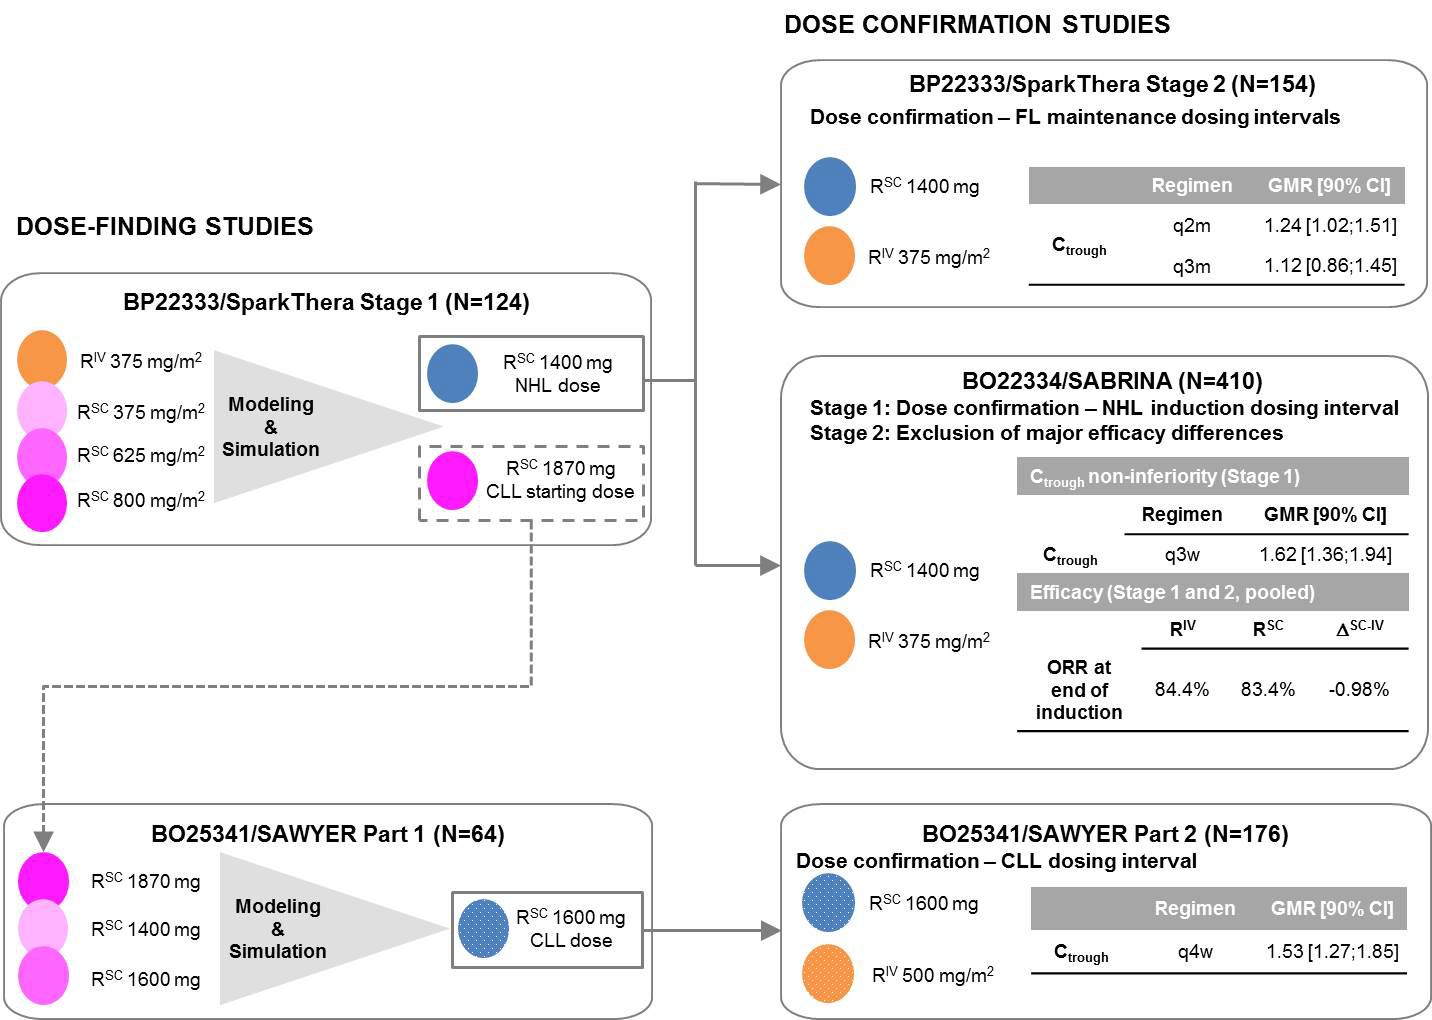 DOSE CONFIRMATION STUDIES
BP22333/SparkThera Stage 2 (N=154)
Dose confirmation – FL maintenance dosing intervals
R^SC 1400 mg
R^IV 375 mg/m²
Regimen GMR [90% CI]
C_trough
q2m 1.24 [1.02;1.51]
q3m 1.12 [0.86;1.45]
DOSE-FINDING STUDIES
BP22333/SparkThera Stage 1 (N=124)
R^IV 375 mg/m²
R^SC 375 mg/m²
R^SC 625 mg/m²
R^SC 800 mg/m²
Modeling
&
Simulation
R^SC 1400 mg
NHL dose
R^SC 1870 mg
CLL starting dose
BO22334/SABRINA (N=410)
Stage 1: Dose confirmation – NHL induction dosing interval
Stage 2: Exclusion of major efficacy differences
R^SC 1400 mg
R^IV 375 mg/m²
C_trough non-inferiority (Stage 1)
Regimen GMR [90% CI]
C_trough q3w 1.62 [1.36;1.94]
Efficacy (Stage 1 and 2, pooled)
R^IV R^SC Δ^SC-IV
ORR at
end of
induction
84.4% 83.4% -0.98%
BO25341/SAWYER Part 1 (N=64)
R^SC 1870 mg
R^SC 1400 mg
R^SC 1600 mg
Modeling
&
Simulation
R^SC 1600 mg
CLL dose
BO25341/SAWYER Part 2 (N=176)
Dose confirmation – CLL dosing interval
R^SC 1600 mg
R^IV 500 mg/m²
Regimen GMR [90% CI]
C_trough q4w 1.53 [1.27;1.85]